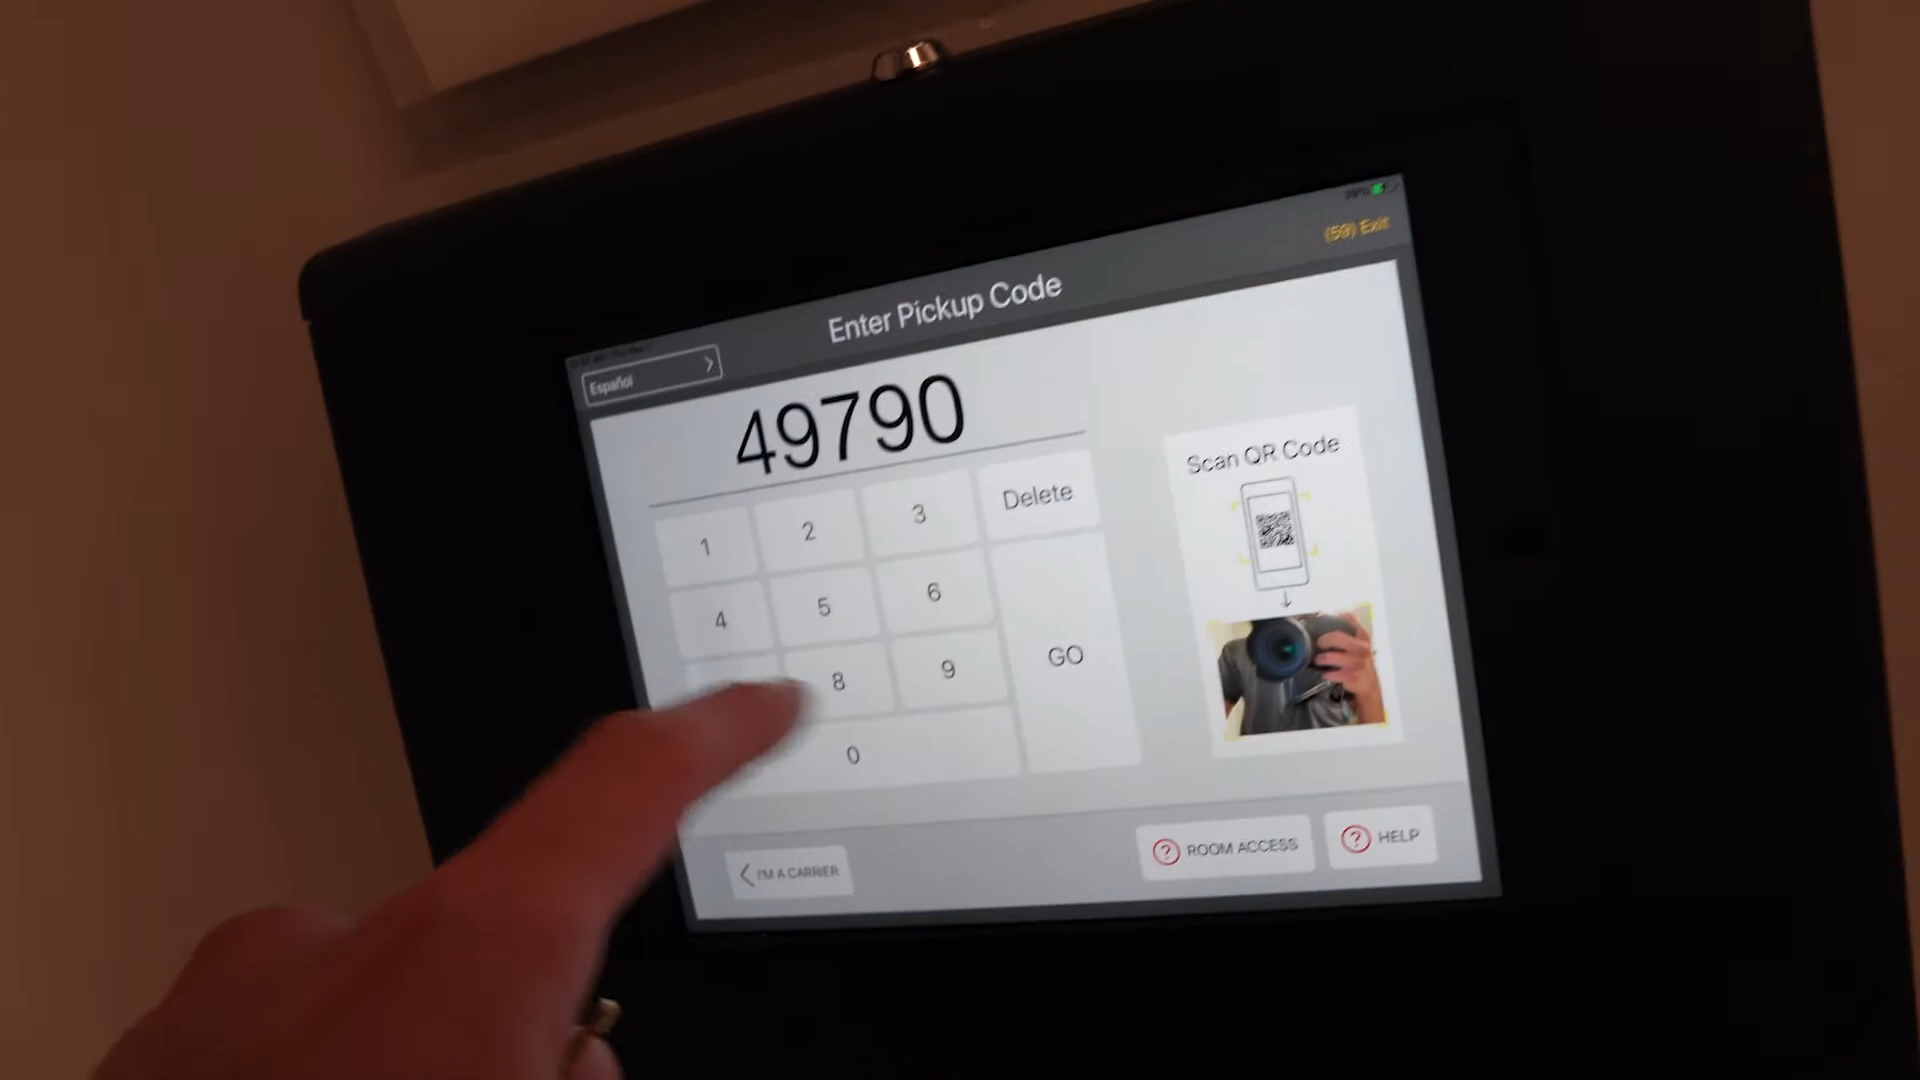 (59) Exit
Enter Pickup Code
Español
49790
Scan QR Code
1 2 3 Delete
4 5 6
8 9 GO
0
I'M A CARRIER
? ROOM ACCESS
? HELP